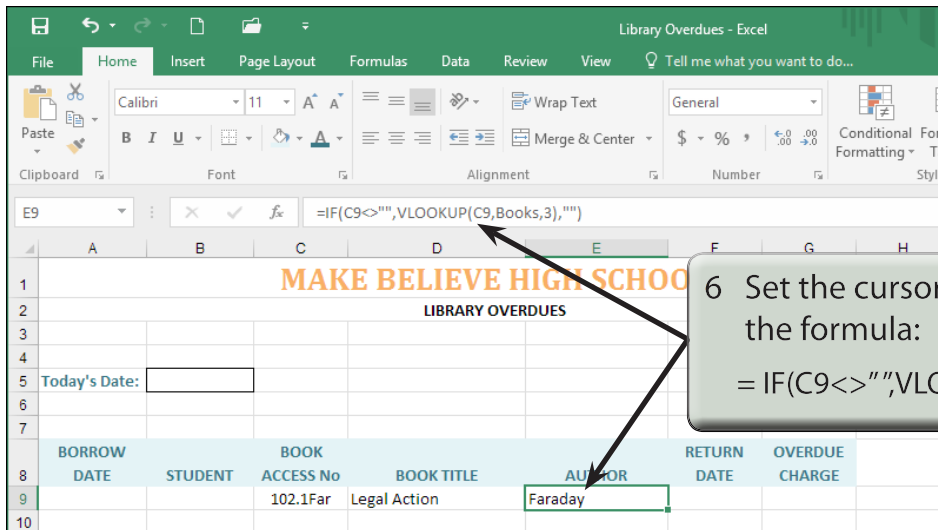 Library Overdues - Excel
File Home Insert Page Layout Formulas Data Review View Tell me what you want to do...
Calibri 11 A A Wrap Text General
Paste B I U A Merge & Center $ % , .0 .00 .00 .0 Conditional
Formatting
Clipboard Font Alignment Number
E9 fx =IF(C9<>"",VLOOKUP(C9,Books,3),"")
A B C D E F G H
1 MAKE BELIEVE HIGH SCHOO
2 LIBRARY OVERDUES
3
4
5 Today's Date:
6
7
BORROW BOOK RETURN OVERDUE
8 DATE STUDENT ACCESS No BOOK TITLE AUTHOR DATE CHARGE
9 102.1Far Legal Action Faraday
10
6 Set the cursor
the formula:
= IF(C9<>"",VLO